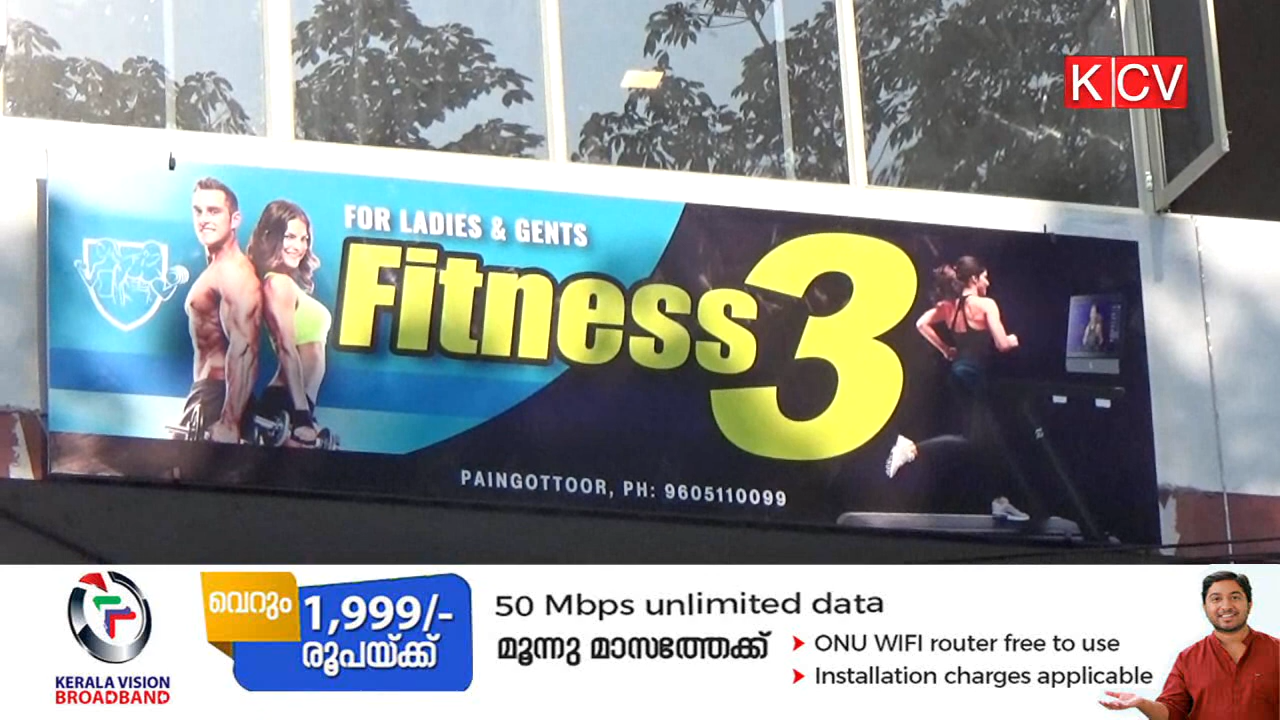 KCV
FOR LADIES & GENTS
Fitness 3
PAINGOTTOOR, PH: 9605110099
വെറും
1,999/-
രൂപയ്ക്ക്
50 Mbps unlimited data
മൂന്നു മാസത്തേക്ക്
ONU WIFI router free to use
Installation charges applicable
KERALA VISION
BROADBAND